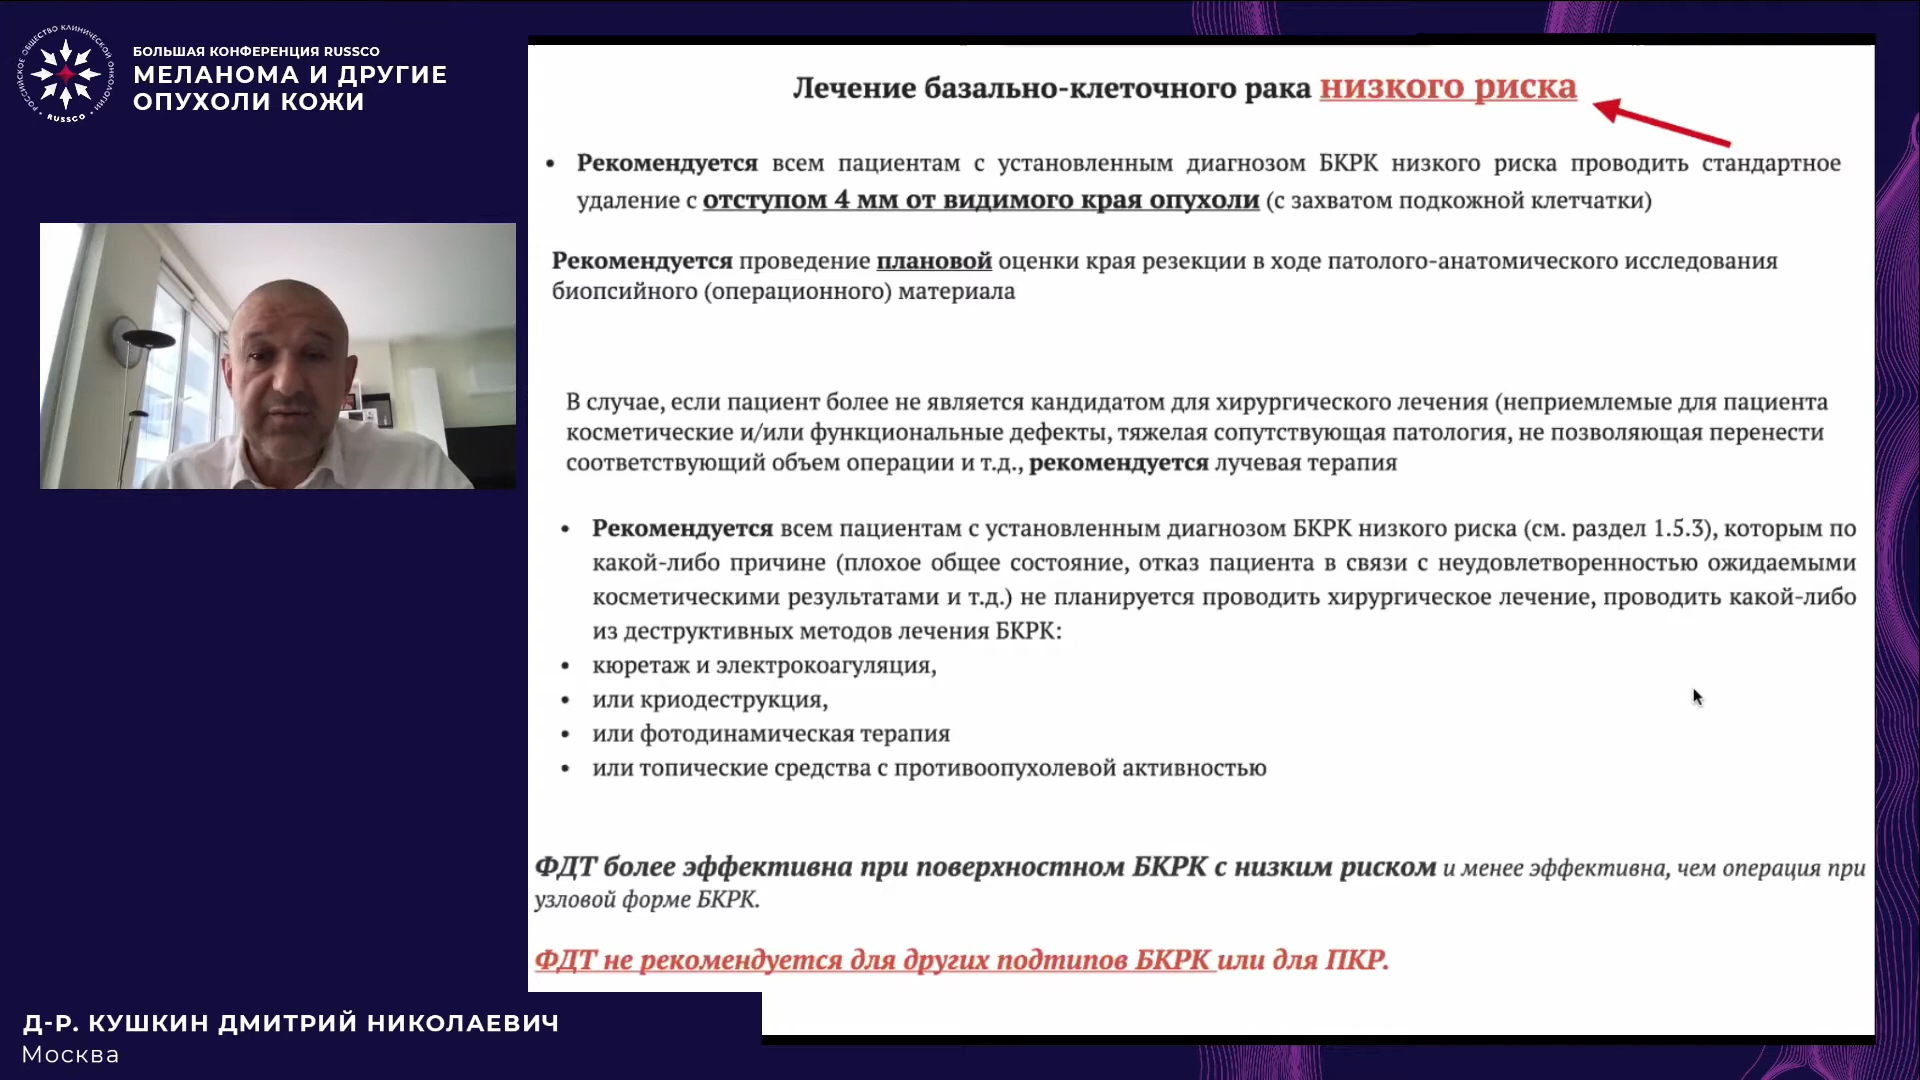 РОССИЙСКОЕ ОБЩЕСТВО КЛИНИЧЕСКОЙ ОНКОЛОГИИ
RUSSCO
БОЛЬШАЯ КОНФЕРЕНЦИЯ RUSSCO
МЕЛАНОМА И ДРУГИЕ
ОПУХОЛИ КОЖИ
Лечение базально-клеточного рака низкого риска
• Рекомендуется всем пациентам с установленным диагнозом БКРК низкого риска проводить стандартное
удаление с отступом 4 мм от видимого края опухоли (с захватом подкожной клетчатки)
Рекомендуется проведение плановой оценки края резекции в ходе патолого-анатомического исследования
биопсийного (операционного) материала
В случае, если пациент более не является кандидатом для хирургического лечения (неприемлемые для пациента
косметические и/или функциональные дефекты, тяжелая сопутствующая патология, не позволяющая перенести
соответствующий объем операции и т.д., рекомендуется лучевая терапия
• Рекомендуется всем пациентам с установленным диагнозом БКРК низкого риска (см. раздел 1.5.3), которым по
какой-либо причине (плохое общее состояние, отказ пациента в связи с неудовлетворенностью ожидаемыми
косметическими результатами и т.д.) не планируется проводить хирургическое лечение, проводить какой-либо
из деструктивных методов лечения БКРК:
• кюретаж и электрокоагуляция,
• или криодеструкция,
• или фотодинамическая терапия
• или топические средства с противоопухолевой активностью
ФДТ более эффективна при поверхностном БКРК с низким риском и менее эффективна, чем операция при
узловой форме БКРК.
ФДТ не рекомендуется для других подтипов БКРК или для ПКР.
Д-Р. КУШКИН ДМИТРИЙ НИКОЛАЕВИЧ
Москва